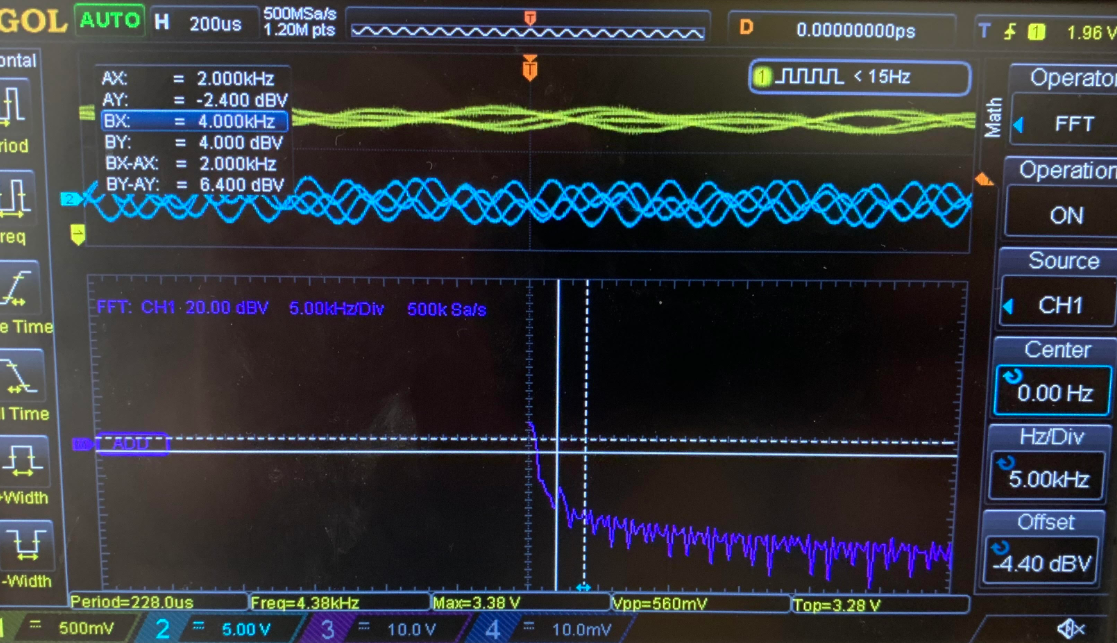 GOL AUTO H 200us 500MSa/s 1.20M pts T D 0.00000000ps T 1 1.96 V
ontal
riod
req
e Time
l Time
+Width
-Width
AX: = 2.000kHz
AY: = -2.400 dBV
BX: = 4.000kHz
BY: = 4.000 dBV
BX-AX: = 2.000kHz
BY-AY: = 6.400 dBV
T
1 < 15Hz
2
FFT: CH1 20.00 dBV 5.00kHz/Div 500k Sa/s
Math
Operator
FFT
Operation
ON
Source
CH1
Center
0.00 Hz
Hz/Div
5.00kHz
Offset
-4.40 dBV
Period=228.0us Freq=4.38kHz Max=3.38 V Vpp=560mV Top=3.28 V
1 = 500mV 2 = 5.00 V 3 = 10.0 V 4 = 10.0mV